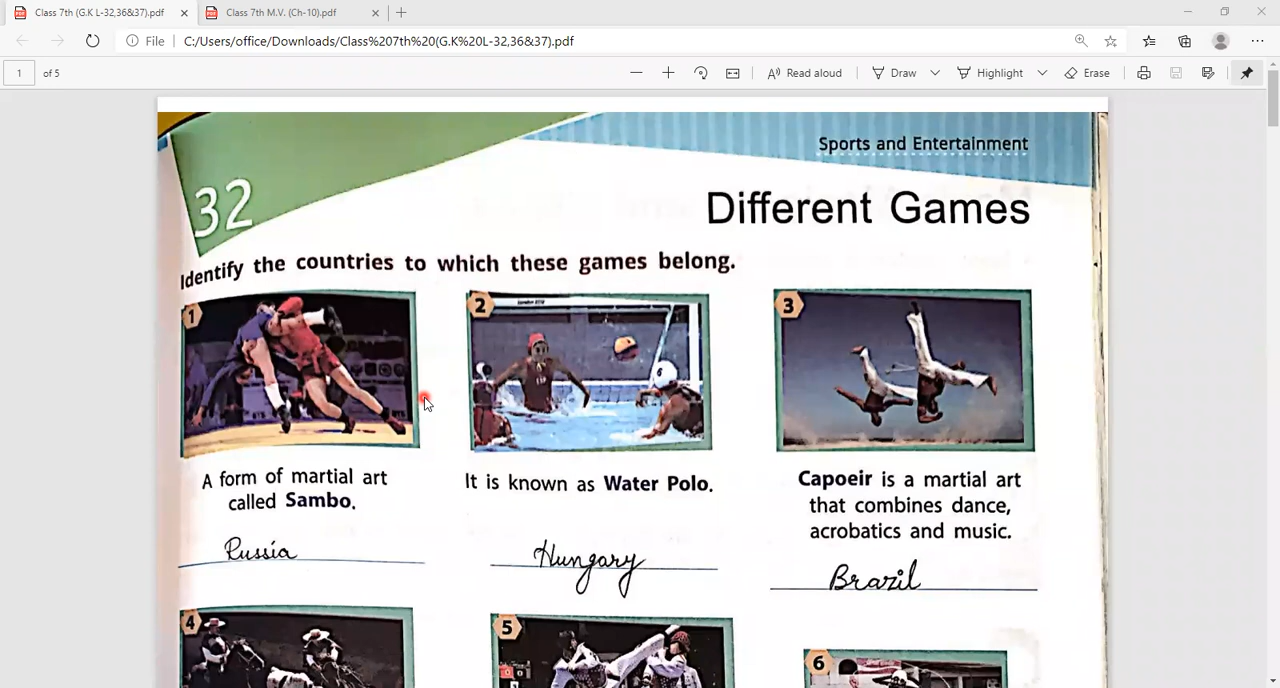 Class 7th (G.K L-32,36&37).pdf
Class 7th M.V. (Ch-10).pdf
File
C:/Users/office/Downloads/Class%207th%20(G.K%20L-32,36&37).pdf
1 of 5
Read aloud
Draw
Highlight
Erase
Sports and Entertainment
32
Different Games
Identify the countries to which these games belong.
1
2
3
6
A form of martial art
called Sambo.
Russia
It is known as Water Polo.
Hungary
Capoeir is a martial art
that combines dance,
acrobatics and music.
Brazil
4
5
6